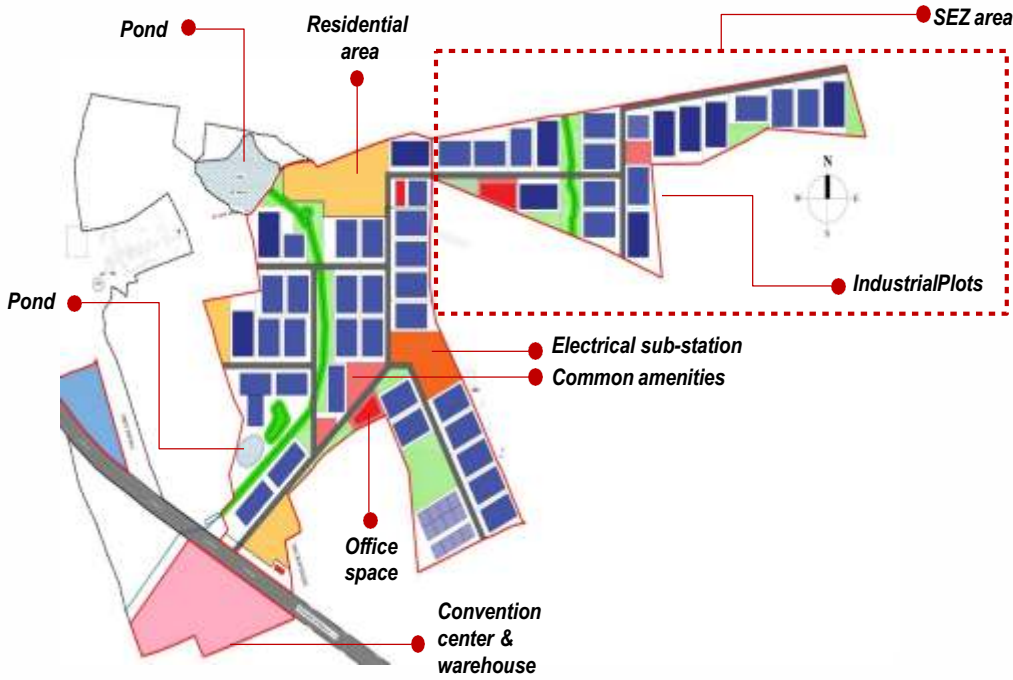 SEZ area
Pond
Residential
area
N
IndustrialPlots
Pond
Electrical sub-station
Common amenities
Office
space
Convention
center &
warehouse